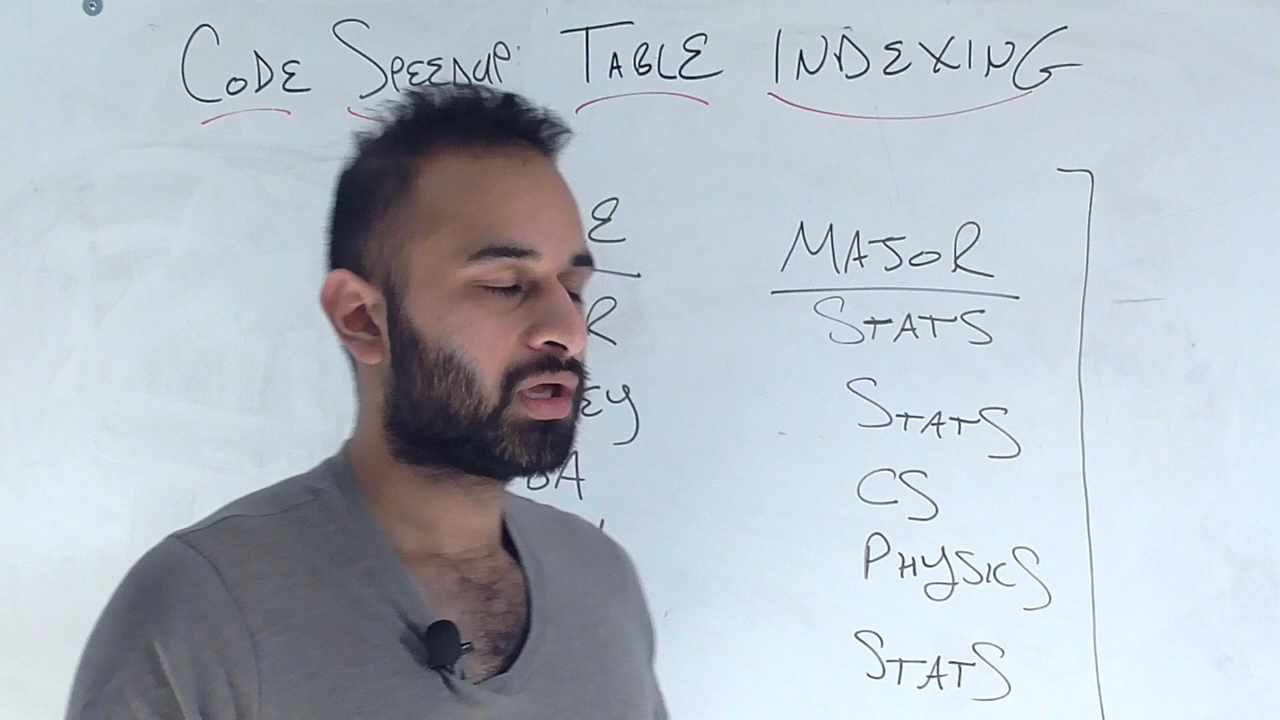 CODE SPEEDUP: TABLE INDEXING
MAJOR
STATS
STATS
CS
PHYSICS
STATS